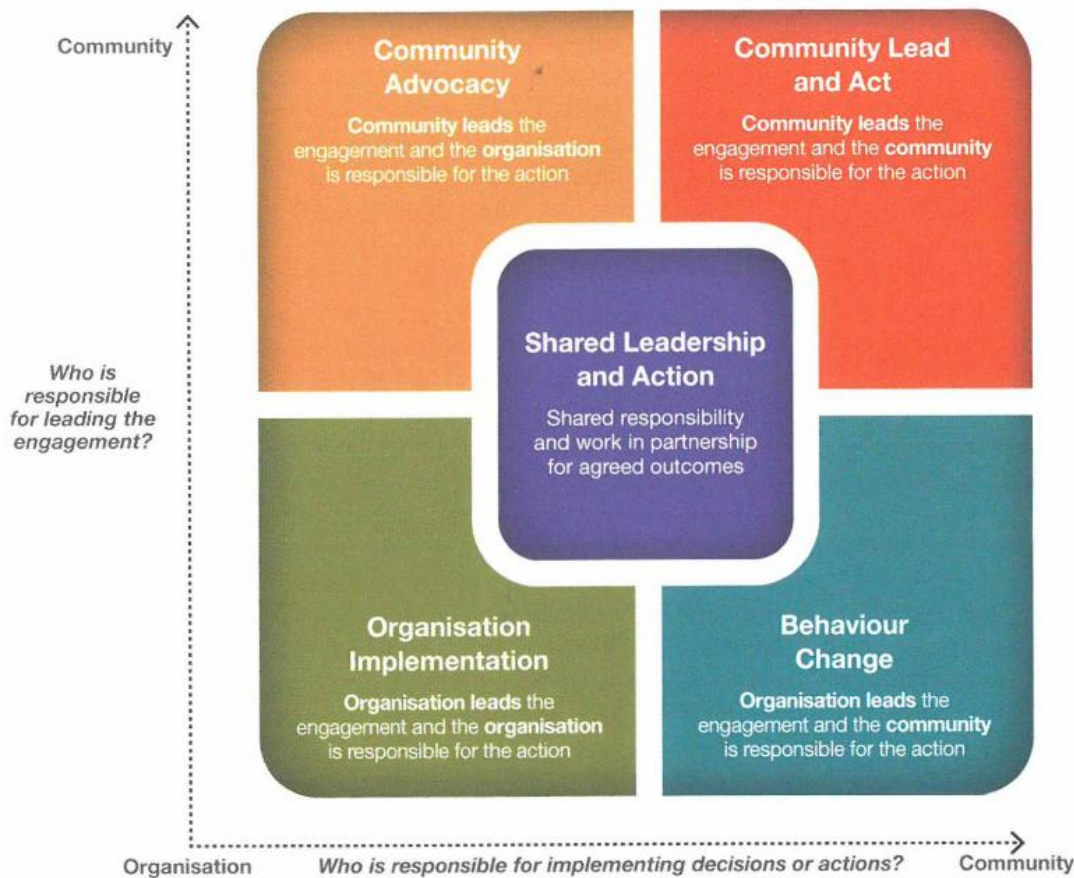 Community
Community
Advocacy
Community leads the
engagement and the organisation
is responsible for the action
Community Lead
and Act
Community leads the
engagement and the community
is responsible for the action
Who is
responsible
for leading the
engagement?
Shared Leadership
and Action
Shared responsibility
and work in partnership
for agreed outcomes
Organisation
Implementation
Organisation leads the
engagement and the organisation
is responsible for the action
Behaviour
Change
Organisation leads the
engagement and the community
is responsible for the action
Organisation
Who is responsible for implementing decisions or actions?
Community